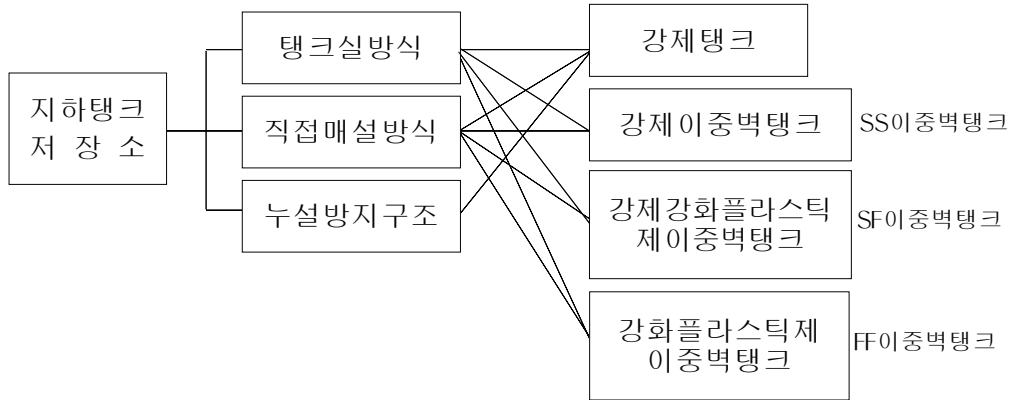 지하탱크
저 장 소
탱크실방식
직접매설방식
누설방지구조
강제탱크
강제이중벽탱크
SS이중벽탱크
강제강화플라스틱
제이중벽탱크
SF이중벽탱크
강화플라스틱제
이중벽탱크
FF이중벽탱크